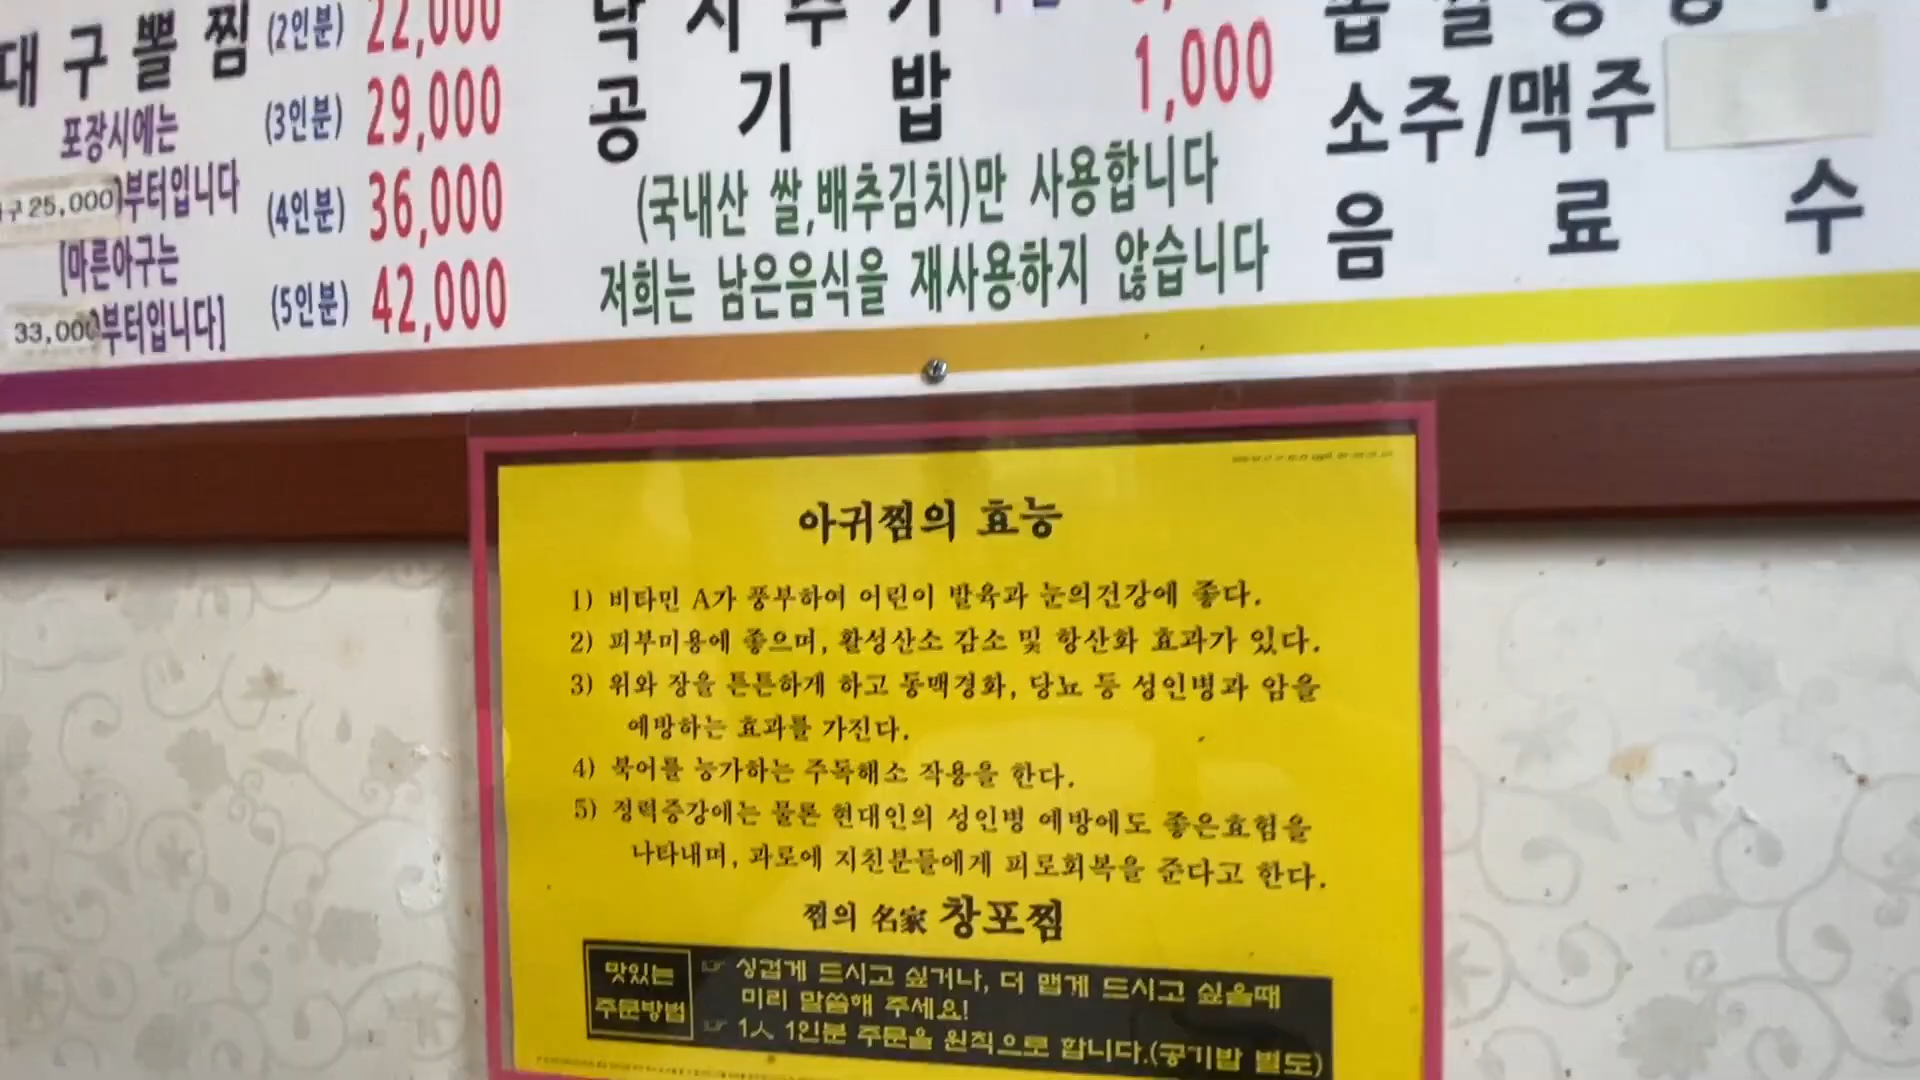 대구뽈찜 (2인분) 22,000
포장시에는 (3인분) 29,000
25,000)부터입니다 (4인분) 36,000
[마른아구는
33,000부터입니다] (5인분) 42,000
공기밥 1,000
(국내산 쌀,배추김치)만 사용합니다
저희는 남은음식을 재사용하지 않습니다
소주/맥주
음료수
아귀찜의 효능
1) 비타민 A가 풍부하여 어린이 발육과 눈의건강에 좋다.
2) 피부미용에 좋으며, 활성산소 감소 및 항산화 효과가 있다.
3) 위와 장을 튼튼하게 하고 동맥경화, 당뇨 등 성인병과 암을
예방하는 효과를 가진다.
4) 북어를 능가하는 주독해소 작용을 한다.
5) 정력증강에는 물론 현대인의 성인병 예방에도 좋은효험을
나타내며, 과로에 지친분들에게 피로회복을 준다고 한다.
찜의 名家 창포찜
맛있는
주문방법
☞ 싱겁게 드시고 싶거나, 더 맵게 드시고 싶을때
미리 말씀해 주세요!
☞ 1人 1인분 주문을 원칙으로 합니다.(공기밥 별도)